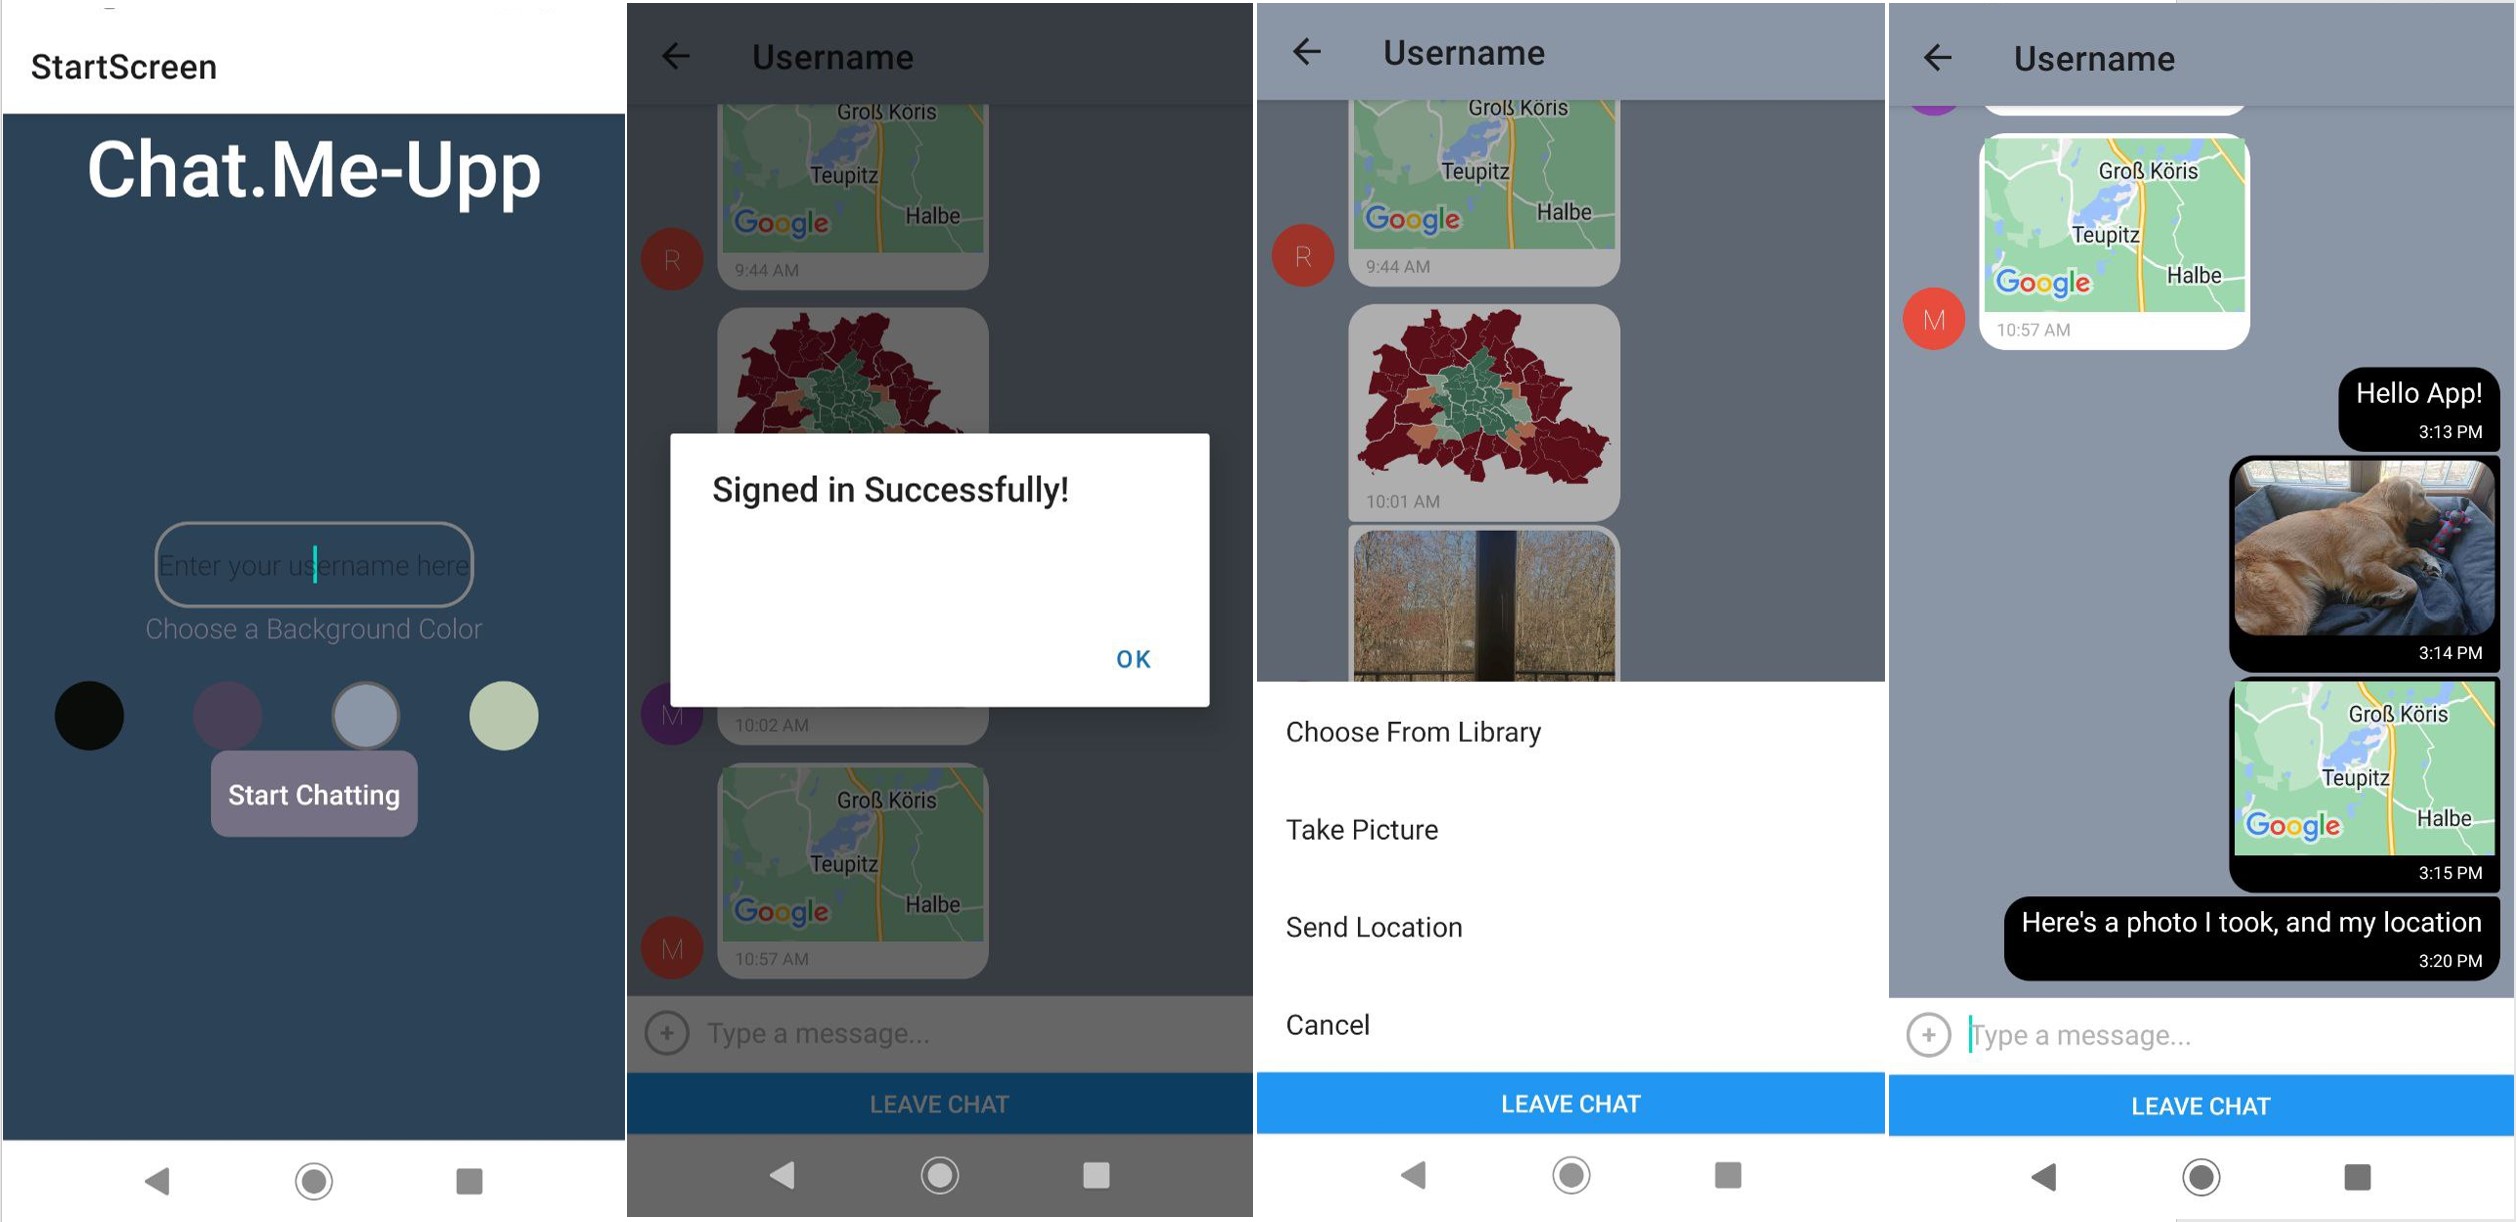 StartScreen
Chat.Me-Upp
Enter your username here
Choose a Background Color
Start Chatting
Username
Groß Köris
Teupitz
Halbe
Google
R
9:44 AM
Signed in Successfully!
OK
M
10:02 AM
Groß Köris
Teupitz
Halbe
Google
M
10:57 AM
Type a message...
LEAVE CHAT
Username
Groß Köris
Teupitz
Halbe
Google
R
9:44 AM
10:01 AM
Choose From Library
Take Picture
Send Location
Cancel
LEAVE CHAT
Username
Groß Köris
Teupitz
Halbe
Google
M
10:57 AM
Hello App!
3:13 PM
3:14 PM
Groß Köris
Teupitz
Halbe
Google
3:15 PM
Here's a photo I took, and my location
3:20 PM
Type a message...
LEAVE CHAT